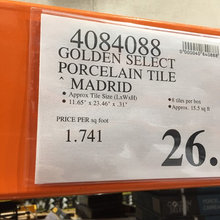 4084088
GOLDEN SELECT
PORCELAIN TILE
^ MADRID
• Approx Tile Size (LxWxH)
• 11.65" x 23.46" x .31"
• 8 tiles per box
• Approx. 15.5 sq ft
PRICE PER sq foot
1.741
26.